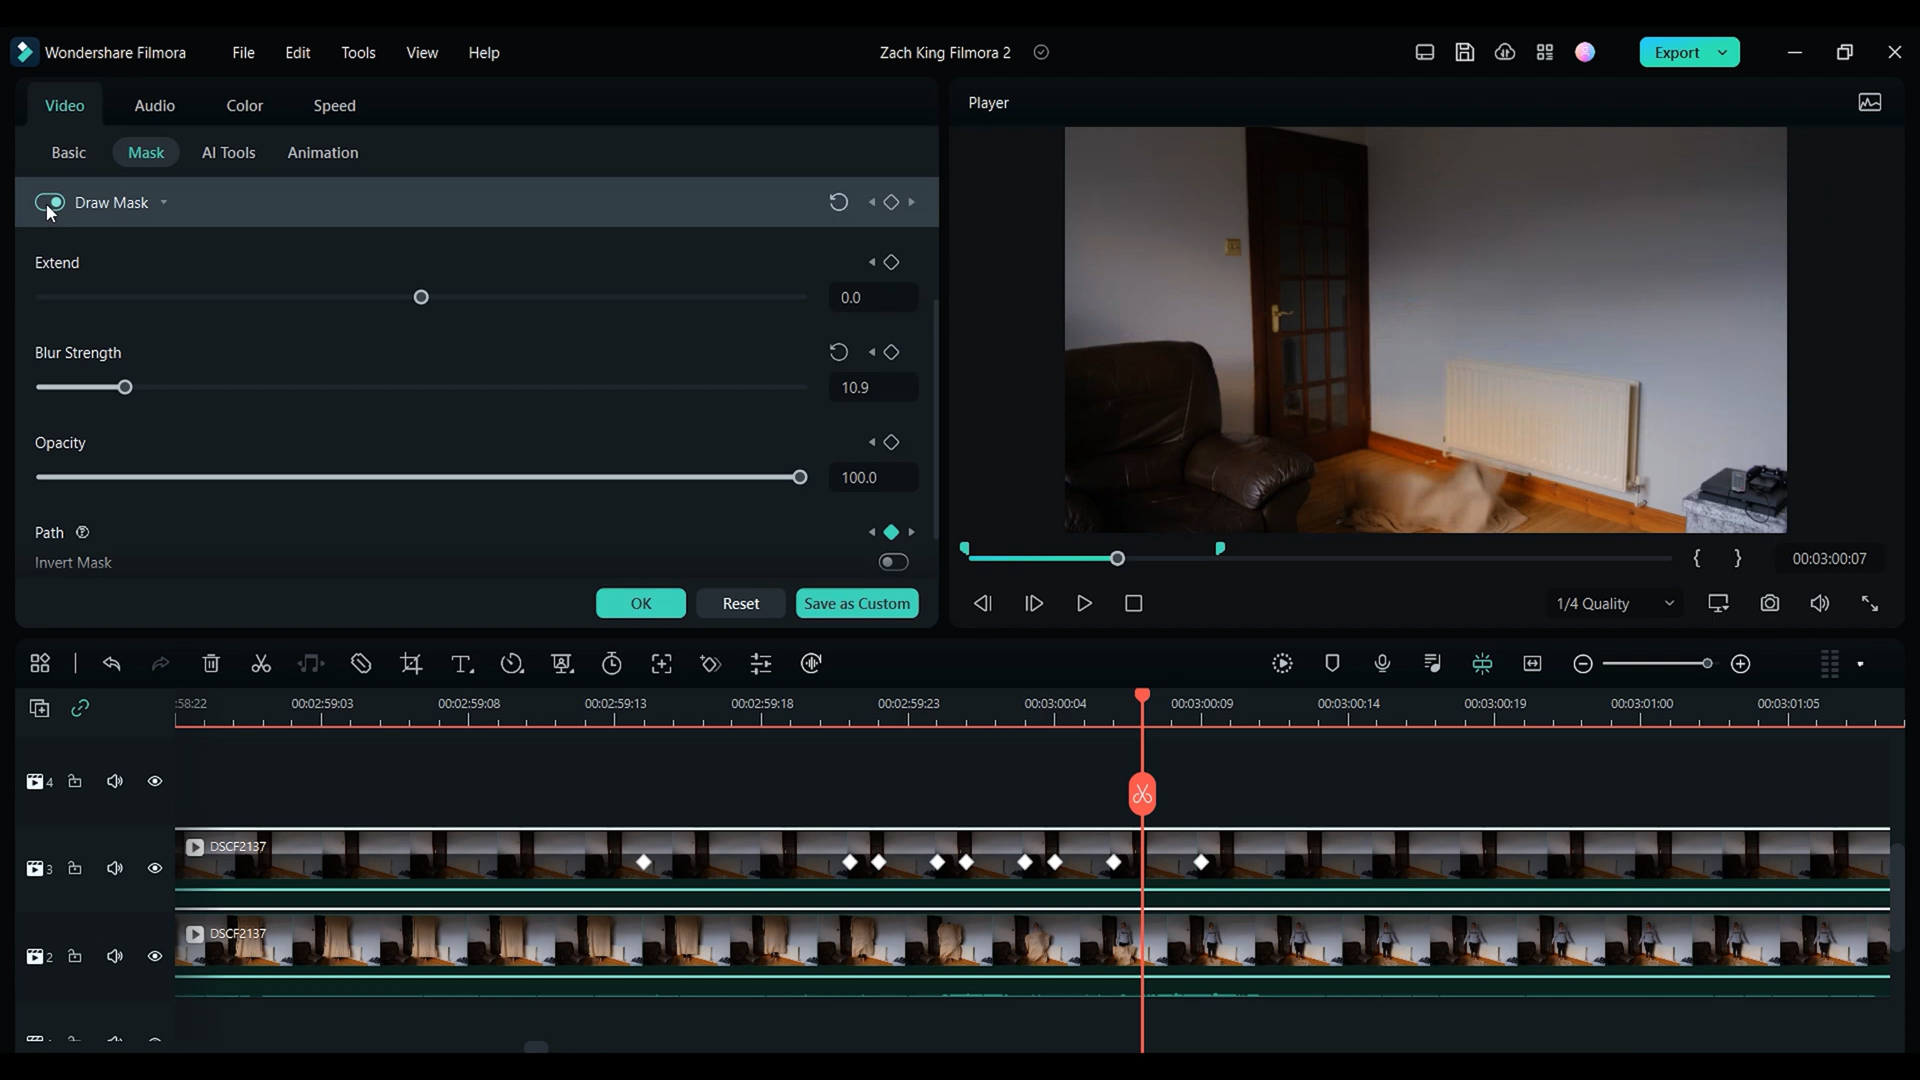 Wondershare Filmora File Edit Tools View Help Zach King Filmora 2 Export
Video Audio Color Speed
Player
Basic Mask AI Tools Animation
Draw Mask
Extend
0.0
Blur Strength
10.9
Opacity
100.0
Path
Invert Mask
OK Reset Save as Custom
{ } 00:03:00:07
1/4 Quality
:58:22 00:02:59:03 00:02:59:08 00:02:59:13 00:02:59:18 00:02:59:23 00:03:00:04 00:03:00:09 00:03:00:14 00:03:00:19 00:03:01:00 00:03:01:05
4
DSCF2137
3
DSCF2137
2